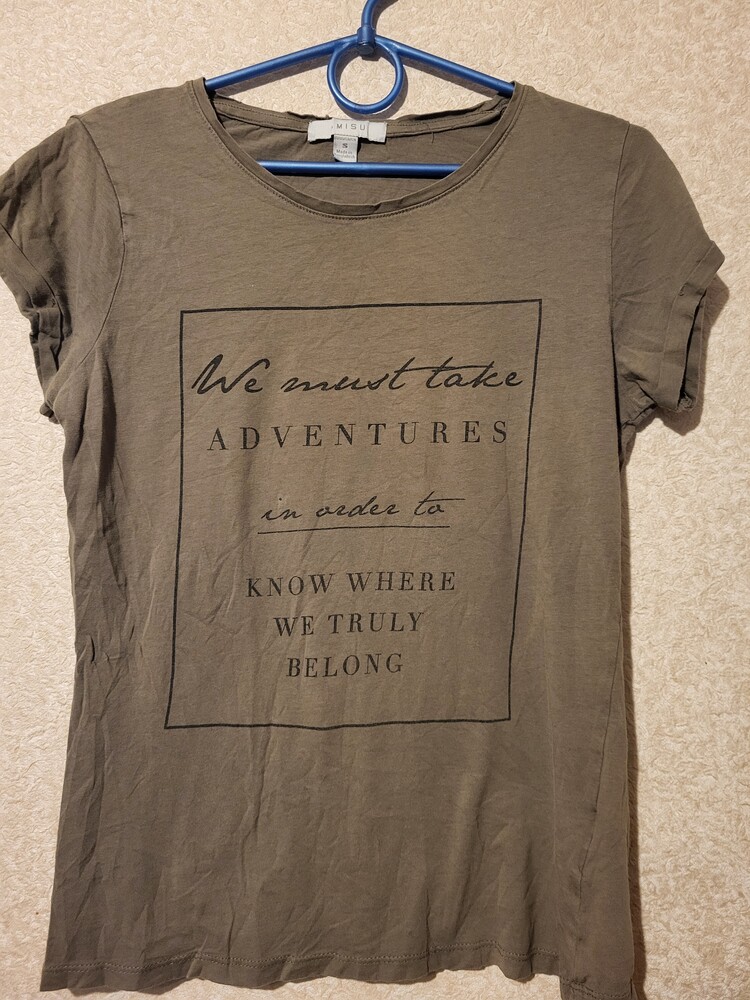 MISU
S
We must take
ADVENTURES
in order to
KNOW WHERE
WE TRULY
BELONG